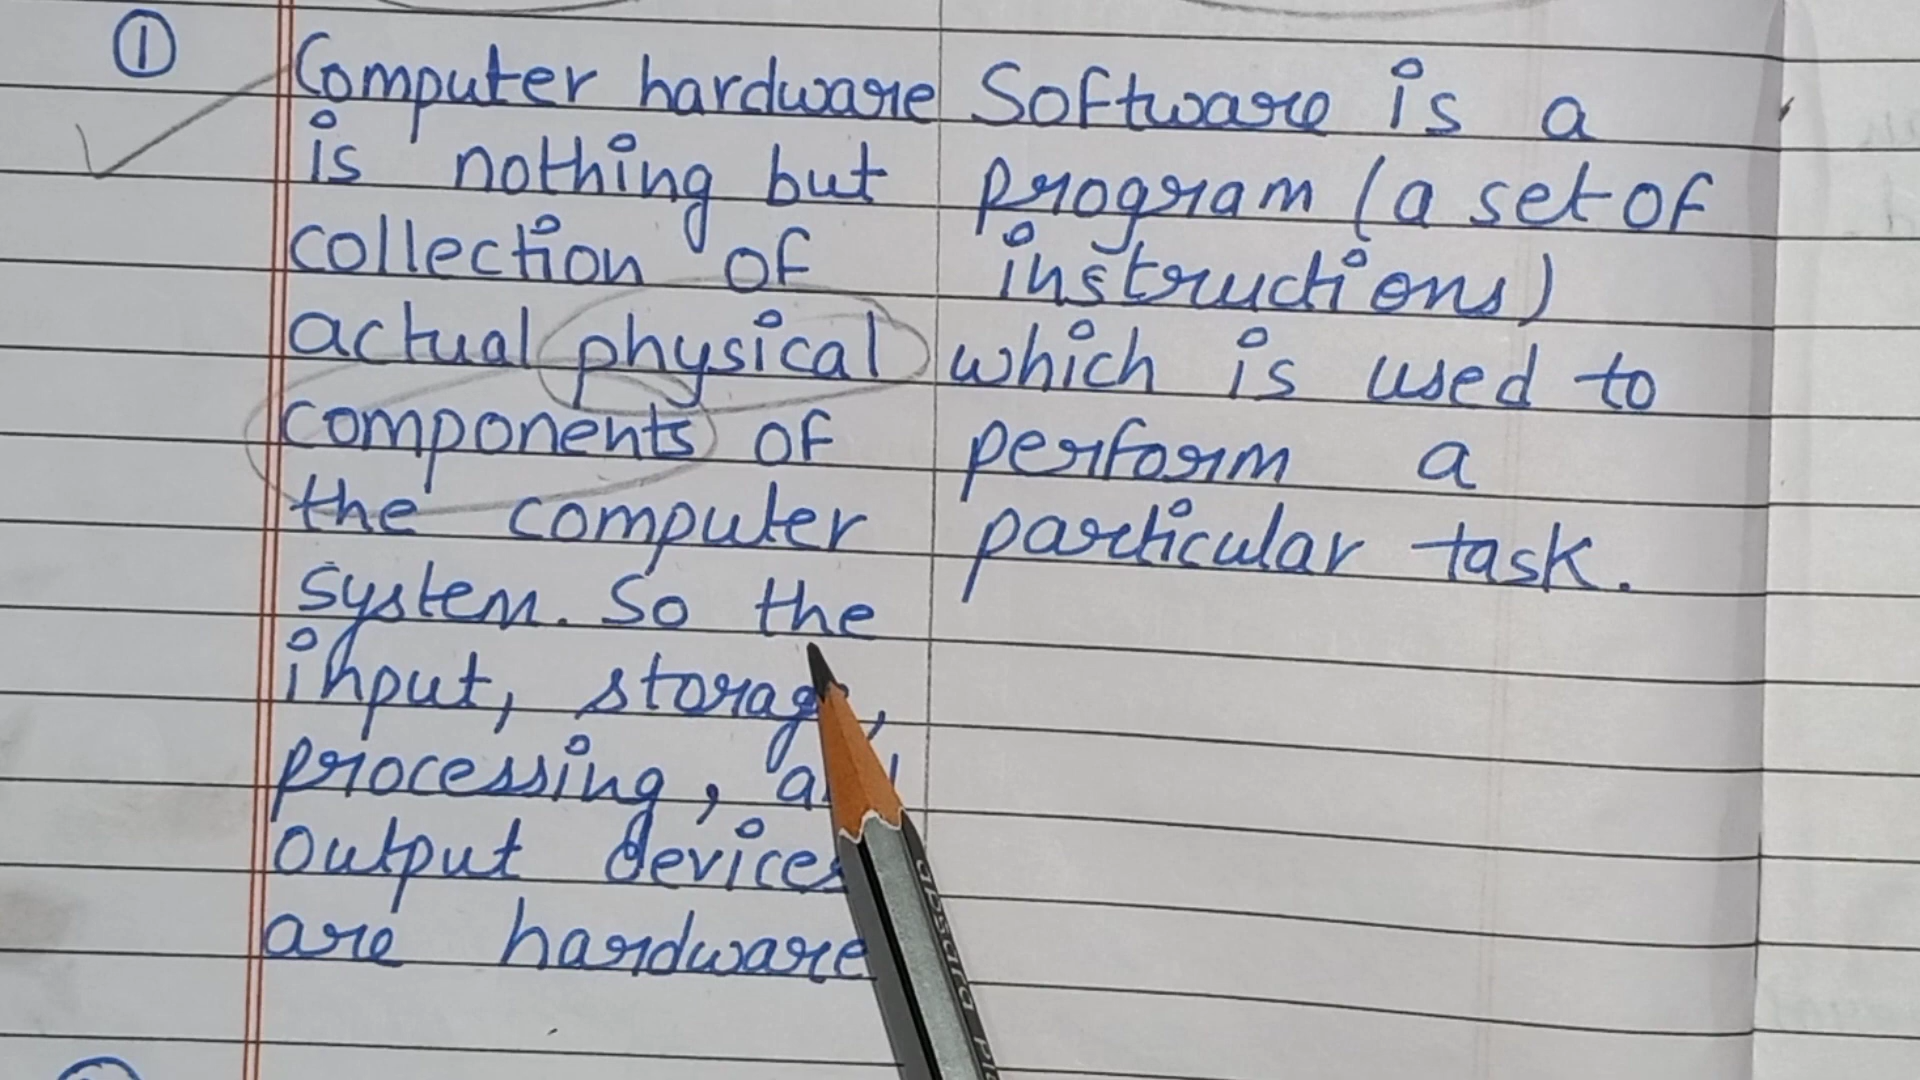 ①
Computer hardware
is nothing but
collection of
actual physical
components of
the computer
system. So the
input, storage,
processing,
output devices
are hardware
Software is a
program (a set of
instructions)
which is used to
perform a
particular task.